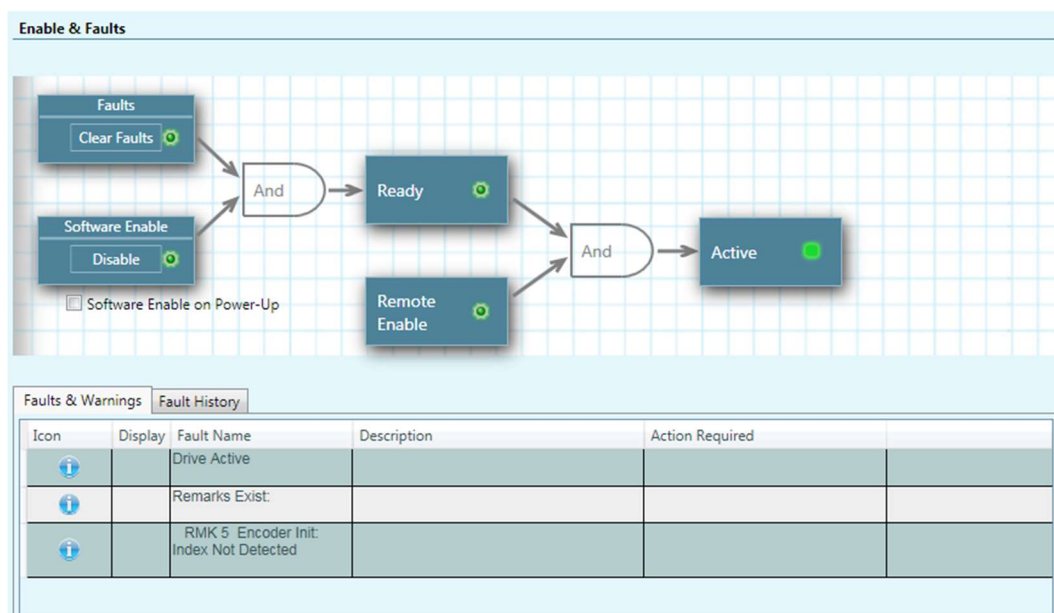 Enable & Faults
Faults
Clear Faults
And
Ready
Software Enable
Disable
And
Active
Software Enable on Power-Up
Remote
Enable
Faults & Warnings Fault History
Icon Display Fault Name Description Action Required
Drive Active
Remarks Exist:
RMK 5 Encoder Init:
Index Not Detected